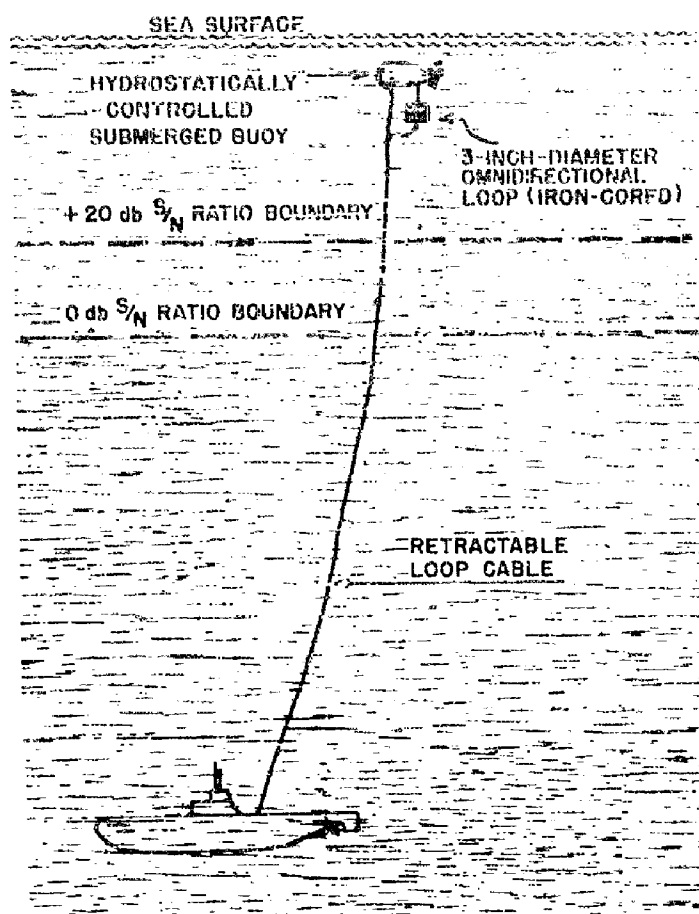 SEA SURFACE
HYDROSTATICALLY
-CONTROLLED
SUBMERGED BUOY
3-INCH-DIAMETER
OMNIDIRECTIONAL
LOOP (IRON-CORED)
+20 db S/N RATIO BOUNDARY
0 db S/N RATIO BOUNDARY
RETRACTABLE
LOOP CABLE